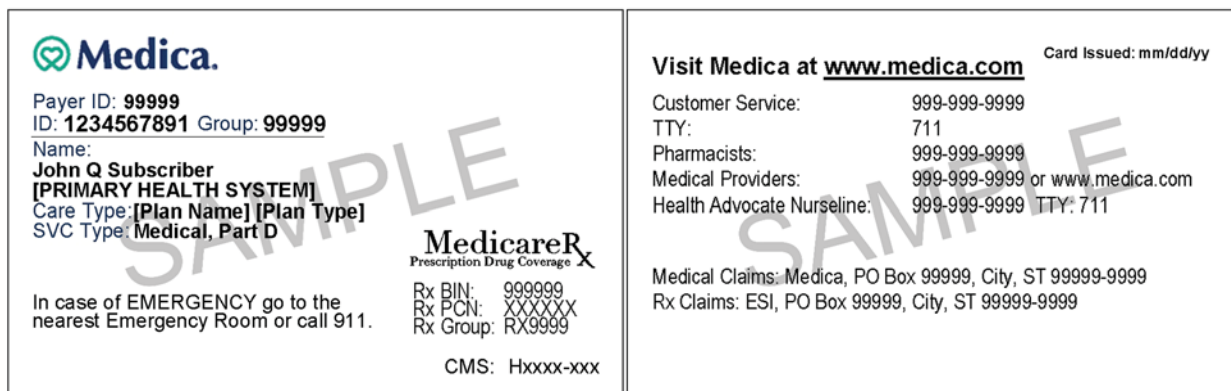 Medica.
Payer ID: 99999
ID: 1234567891 Group: 99999
Name:
John Q Subscriber
[PRIMARY HEALTH SYSTEM]
Care Type:[Plan Name] [Plan Type]
SVC Type: Medical, Part D
SAMPLE
MedicareRx
Prescription Drug Coverage
In case of EMERGENCY go to the
nearest Emergency Room or call 911.
Rx BIN: 999999
Rx PCN: XXXXXX
Rx Group: RX9999
CMS: Hxxxx-xxx
Card Issued: mm/dd/yy
Visit Medica at www.medica.com
Customer Service: 999-999-9999
TTY: 711
Pharmacists: 999-999-9999
Medical Providers: 999-999-9999 or www.medica.com
Health Advocate Nurseline: 999-999-9999 TTY: 711
SAMPLE
Medical Claims: Medica, PO Box 99999, City, ST 99999-9999
Rx Claims: ESI, PO Box 99999, City, ST 99999-9999